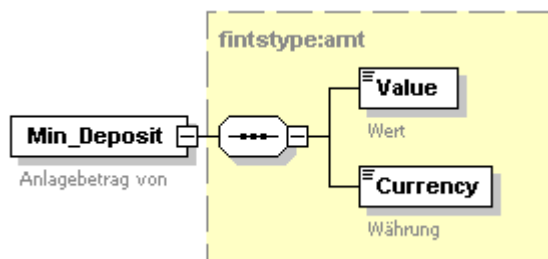 fintstype:amt
Value
Wert
Min_Deposit
Anlagebetrag von
Currency
Währung